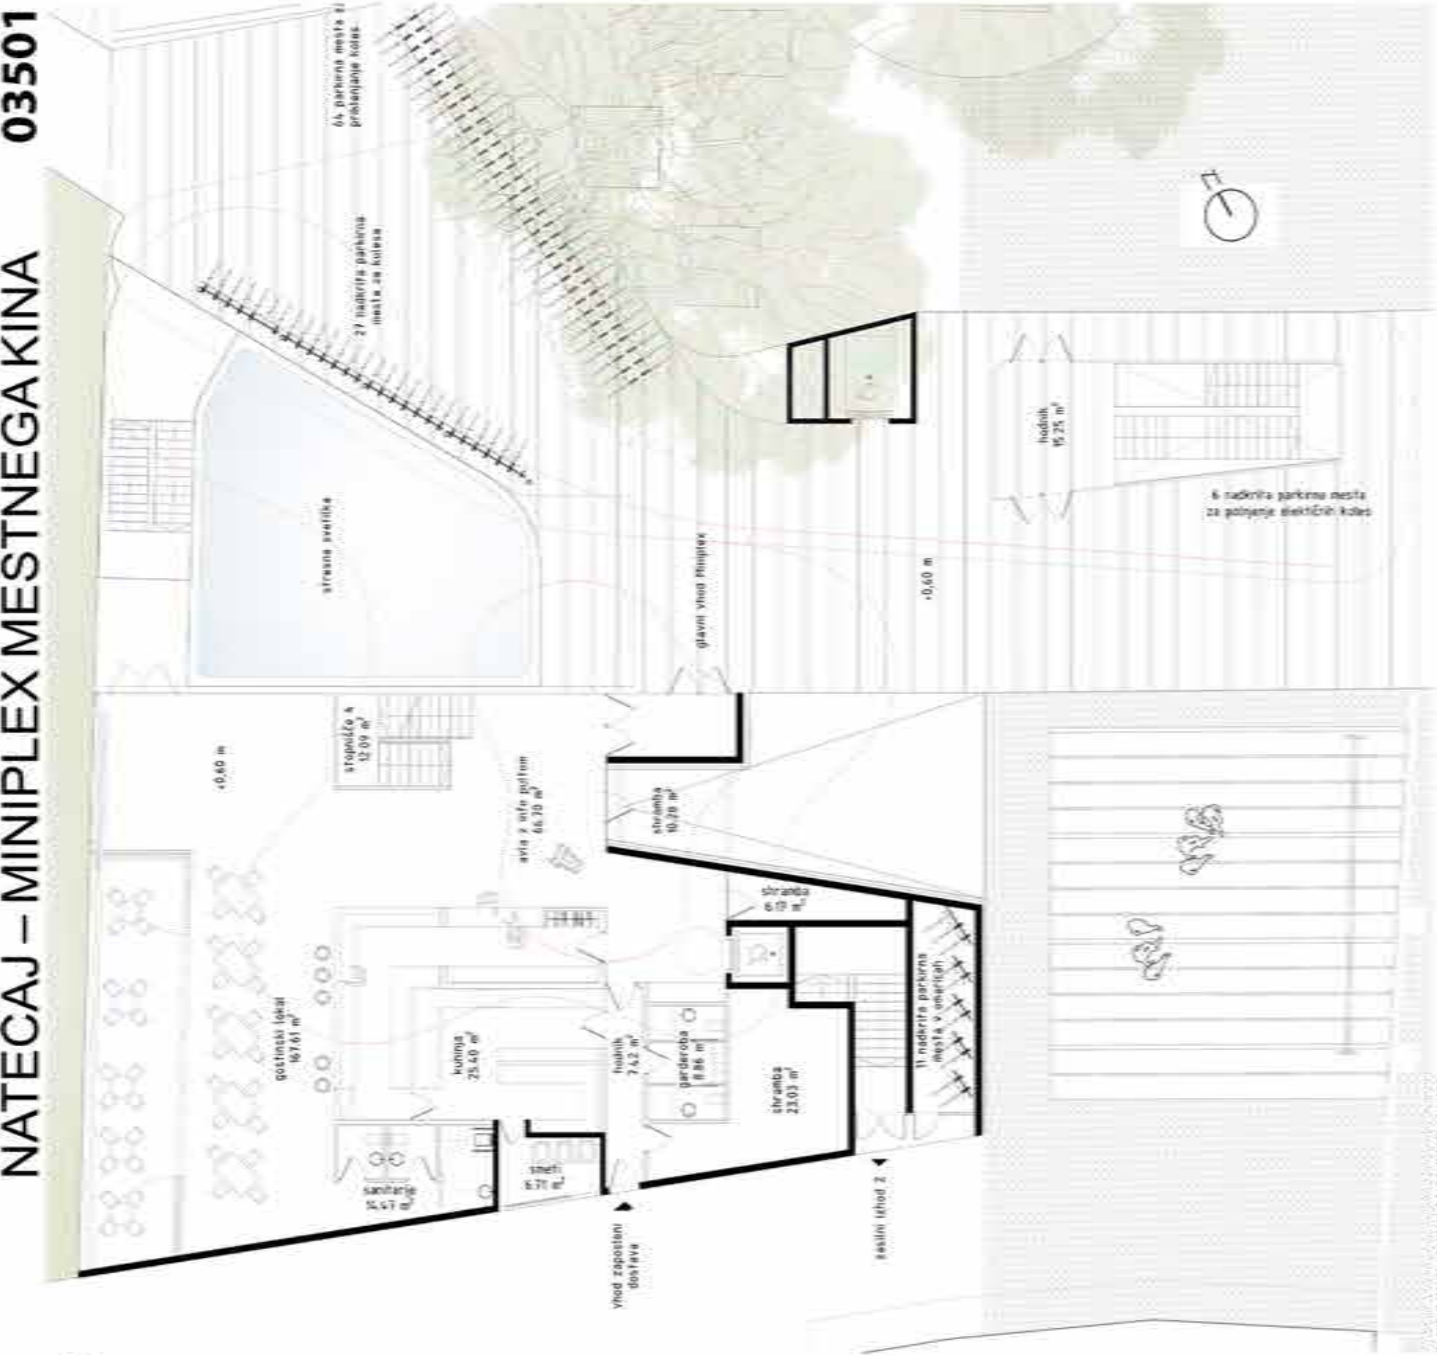 NATEČAJ – MINIPLEX MESTNEGA KINA 03501
64 parkirna mesta z
priklenjanje koles
27 nadkrita parkirna
mesta za kolesa
strešna svetlika
glavni vhod Miniplex
+0,60 m
hodnik
15.25 m²
6 nadkrita parkirna mesta
za polnjenje električnih koles
+0,60 m
stopnišče 4
12.09 m²
avla z info pultom
66.70 m²
shramba
10.28 m²
shramba
6.17 m²
gostinski lokal
167.61 m²
kuhinja
25.40 m²
hodnik
7.42 m²
garderoba
8.86 m²
shramba
23.03 m²
11 nadkrita parkirna
mesta v omaricah
sanitarije
14.47 m²
smeti
6.71 m²
vhod zaposleni
dostava
zasilni izhod 2